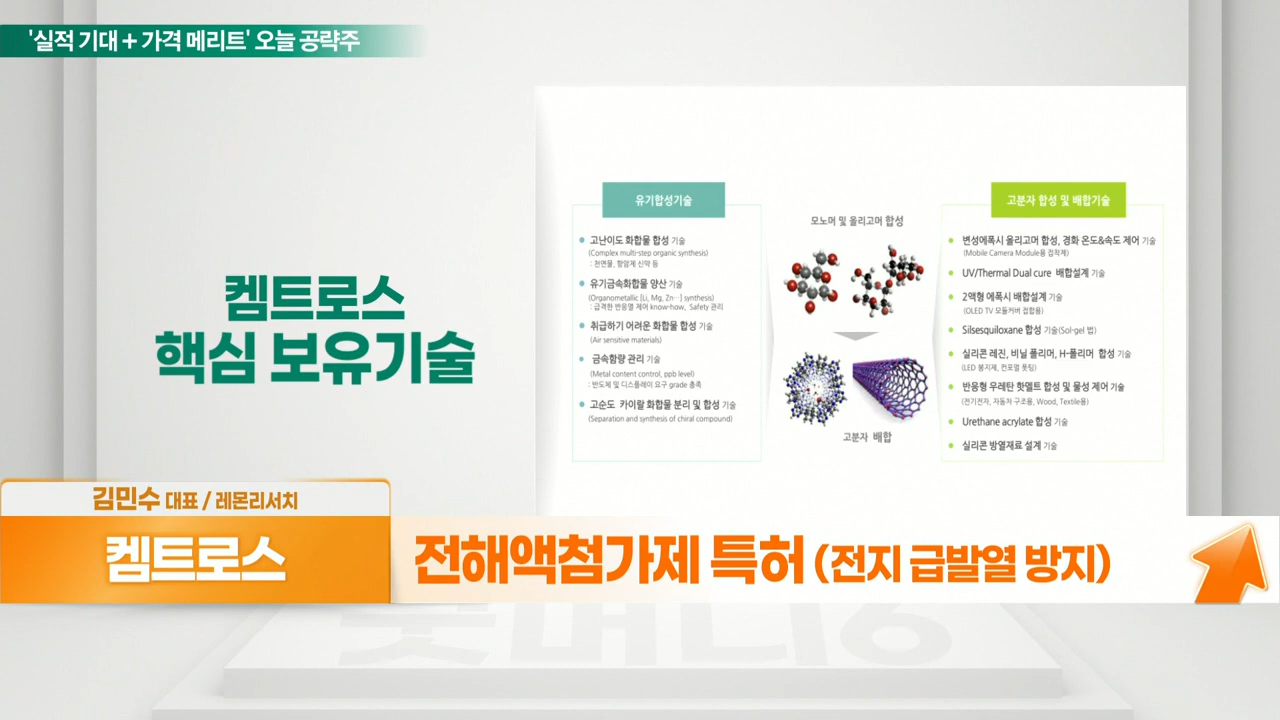 '실적 기대 + 가격 메리트' 오늘 공략주
켐트로스
핵심 보유기술
유기합성기술
고난이도 화합물 합성 기술
(Complex multi-step organic synthesis)
: 천연물, 항암제 신약 등
유기금속화합물 양산 기술
(Organometallic [Li, Mg, Zn…] synthesis)
: 급격한 반응열 제어 know-how, Safety 관리
취급하기 어려운 화합물 합성 기술
(Air sensitive materials)
금속함량 관리 기술
(Metal content control, ppb level)
: 반도체 및 디스플레이 요구 grade 충족
고순도 카이랄 화합물 분리 및 합성 기술
(Separation and synthesis of chiral compound)
모노머 및 올리고머 합성
고분자 배합
고분자 합성 및 배합기술
변성에폭시 올리고머 합성, 경화 온도&속도 제어 기술
(Mobile Camera Module용 접착제)
UV/Thermal Dual cure 배합설계 기술
2액형 에폭시 배합설계 기술
(OLED TV 모듈커버 접합용)
Silsesquiloxane 합성 기술(Sol-gel 법)
실리콘 레진, 비닐 폴리머, H-폴리머 합성 기술
(LED 봉지재, 컨포멀 폿팅)
반응형 우레탄 핫멜트 합성 및 물성 제어 기술
(전기전자, 자동차 구조용, Wood, Textile용)
Urethane acrylate 합성 기술
실리콘 방열재료 설계 기술
김민수 대표 / 레몬리서치
켐트로스
전해액첨가제 특허 (전지 급발열 방지)